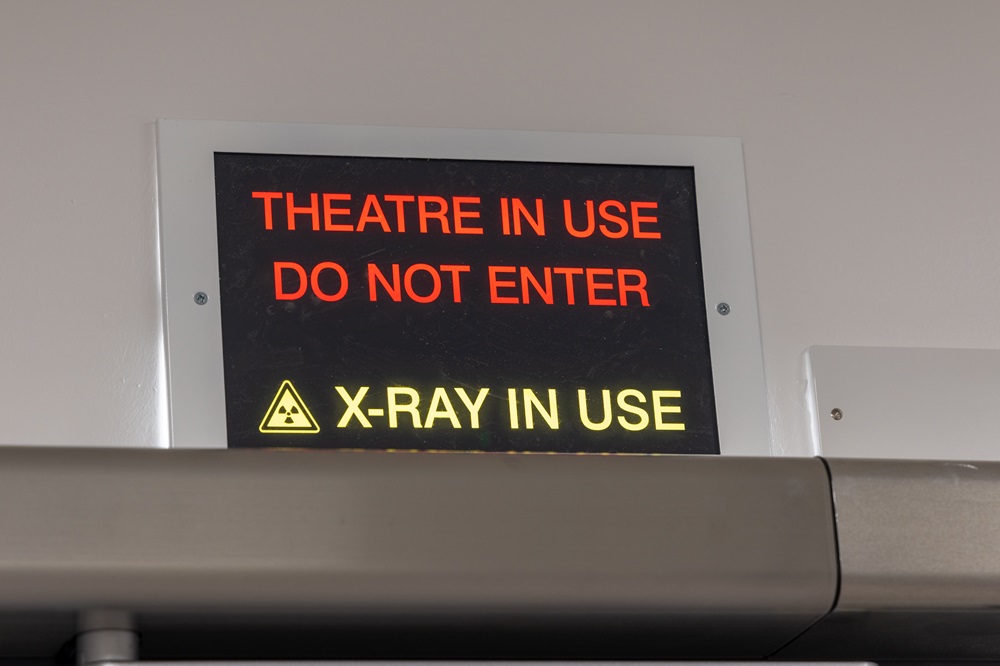 THEATRE IN USE
DO NOT ENTER
X-RAY IN USE